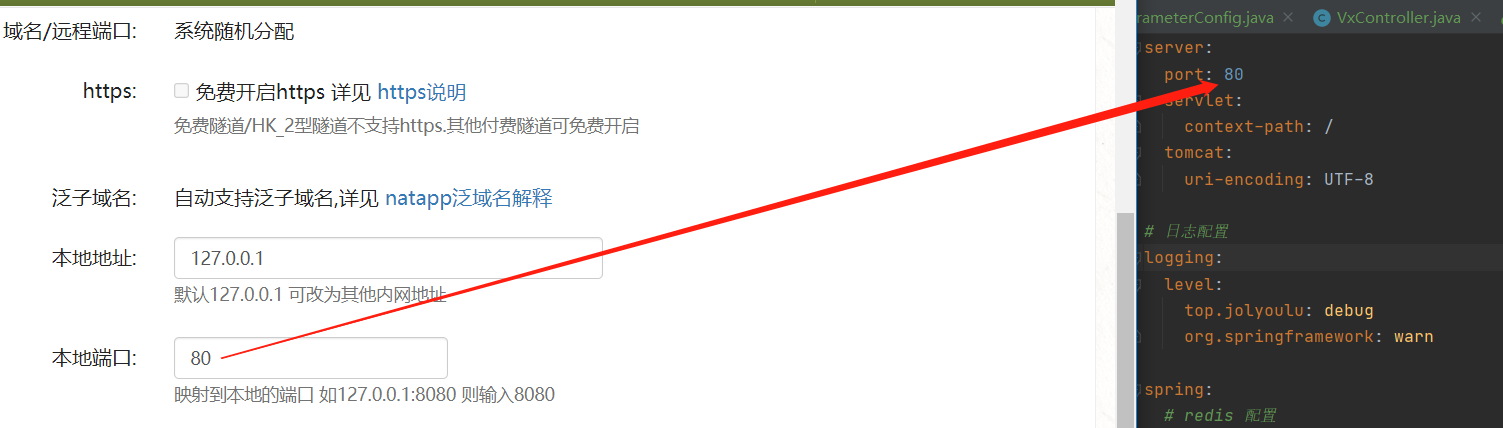 域名/远程端口: 系统随机分配
https: 免费开启https 详见 https说明
免费隧道/HK_2型隧道不支持https.其他付费隧道可免费开启
泛子域名: 自动支持泛子域名,详见 natapp泛域名解释
本地地址: 127.0.0.1
默认127.0.0.1 可改为其他内网地址
本地端口: 80
映射到本地的端口 如127.0.0.1:8080 则输入8080
rameterConfig.java VxController.java
server:
port: 80
servlet:
context-path: /
tomcat:
uri-encoding: UTF-8
# 日志配置
logging:
level:
top.jolyoulu: debug
org.springframework: warn
spring:
# redis 配置